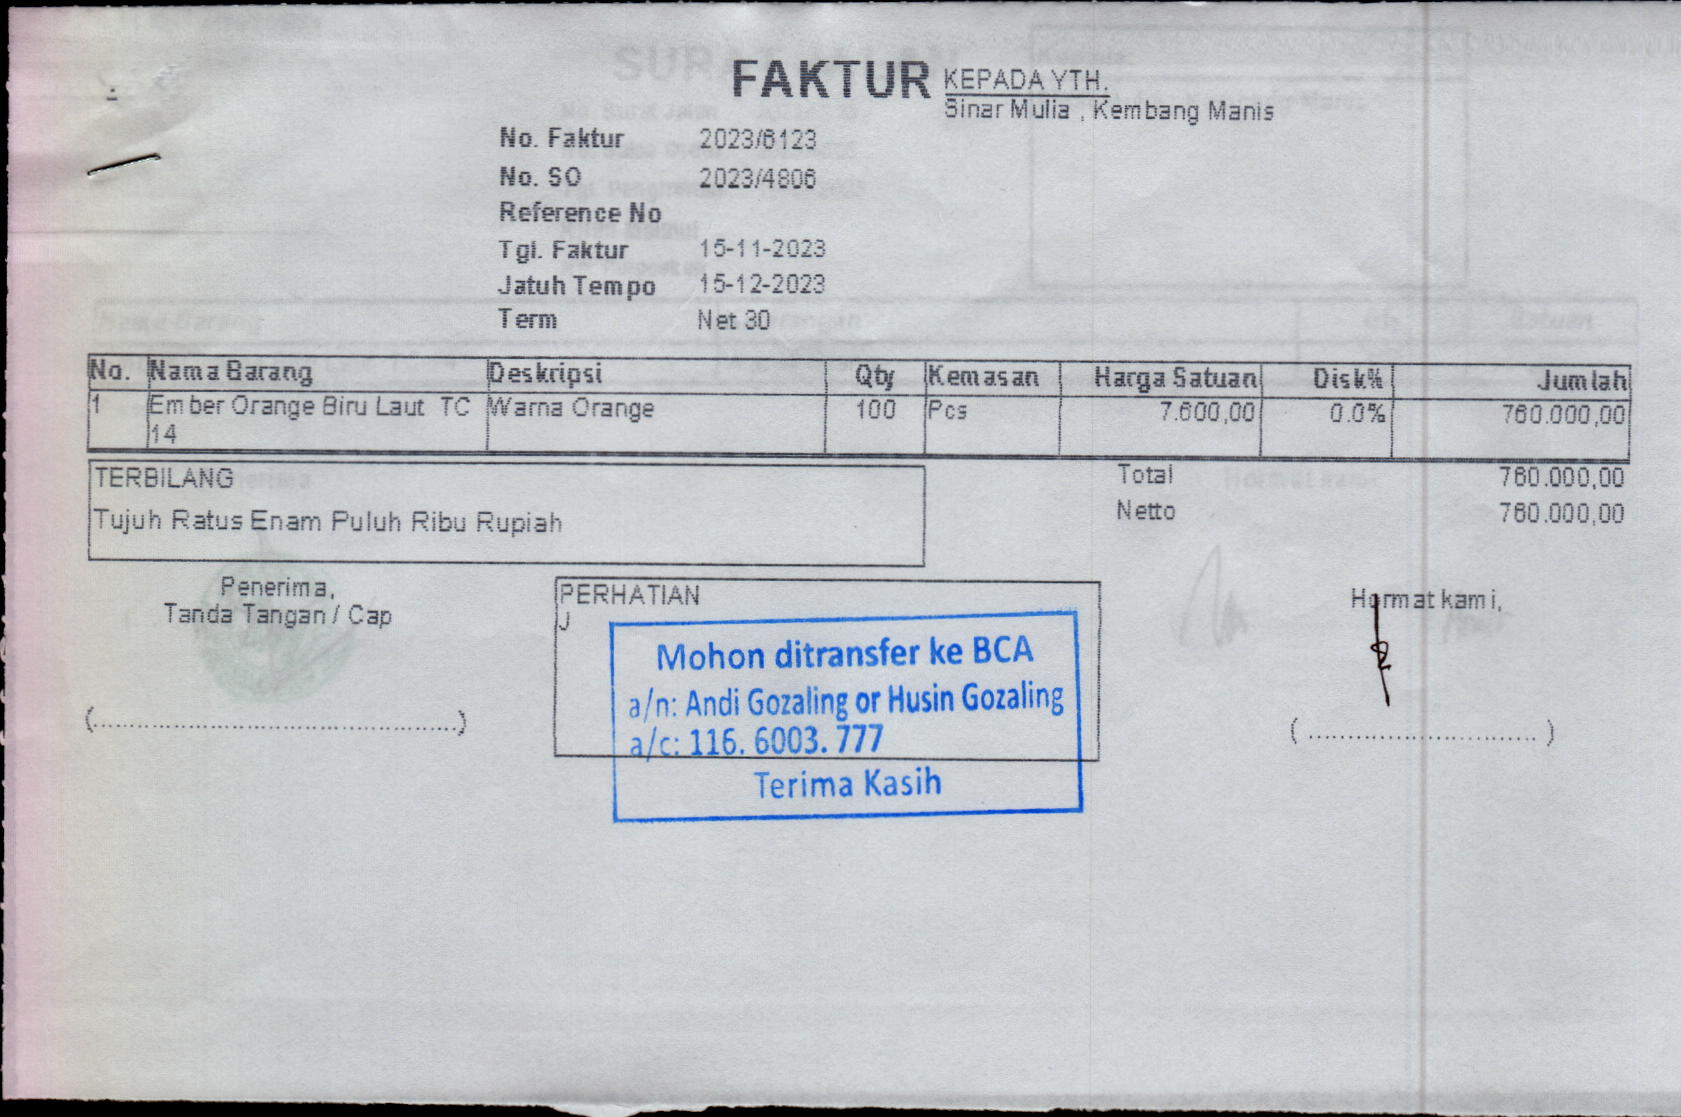 FAKTUR
KEPADA YTH.
Sinar Mulia , Kembang Manis
No. Faktur 2023/6123
No. SO 2023/4806
Reference No
Tgl. Faktur 15-11-2023
Jatuh Tempo 15-12-2023
Term Net 30
No. Nama Barang Deskripsi Qty Kemasan Harga Satuan Disk% Jumlah
1 Ember Orange Biru Laut TC Warna Orange 100 Pcs 7.600,00 0.0% 760.000,00
14
TERBILANG
Tujuh Ratus Enam Puluh Ribu Rupiah
Total 760.000,00
Netto 760.000,00
Penerima,
Tanda Tangan / Cap
(........................................)
PERHATIAN
J
Mohon ditransfer ke BCA
a/n: Andi Gozaling or Husin Gozaling
a/c: 116. 6003. 777
Terima Kasih
Hormat kami,
( ............................ )